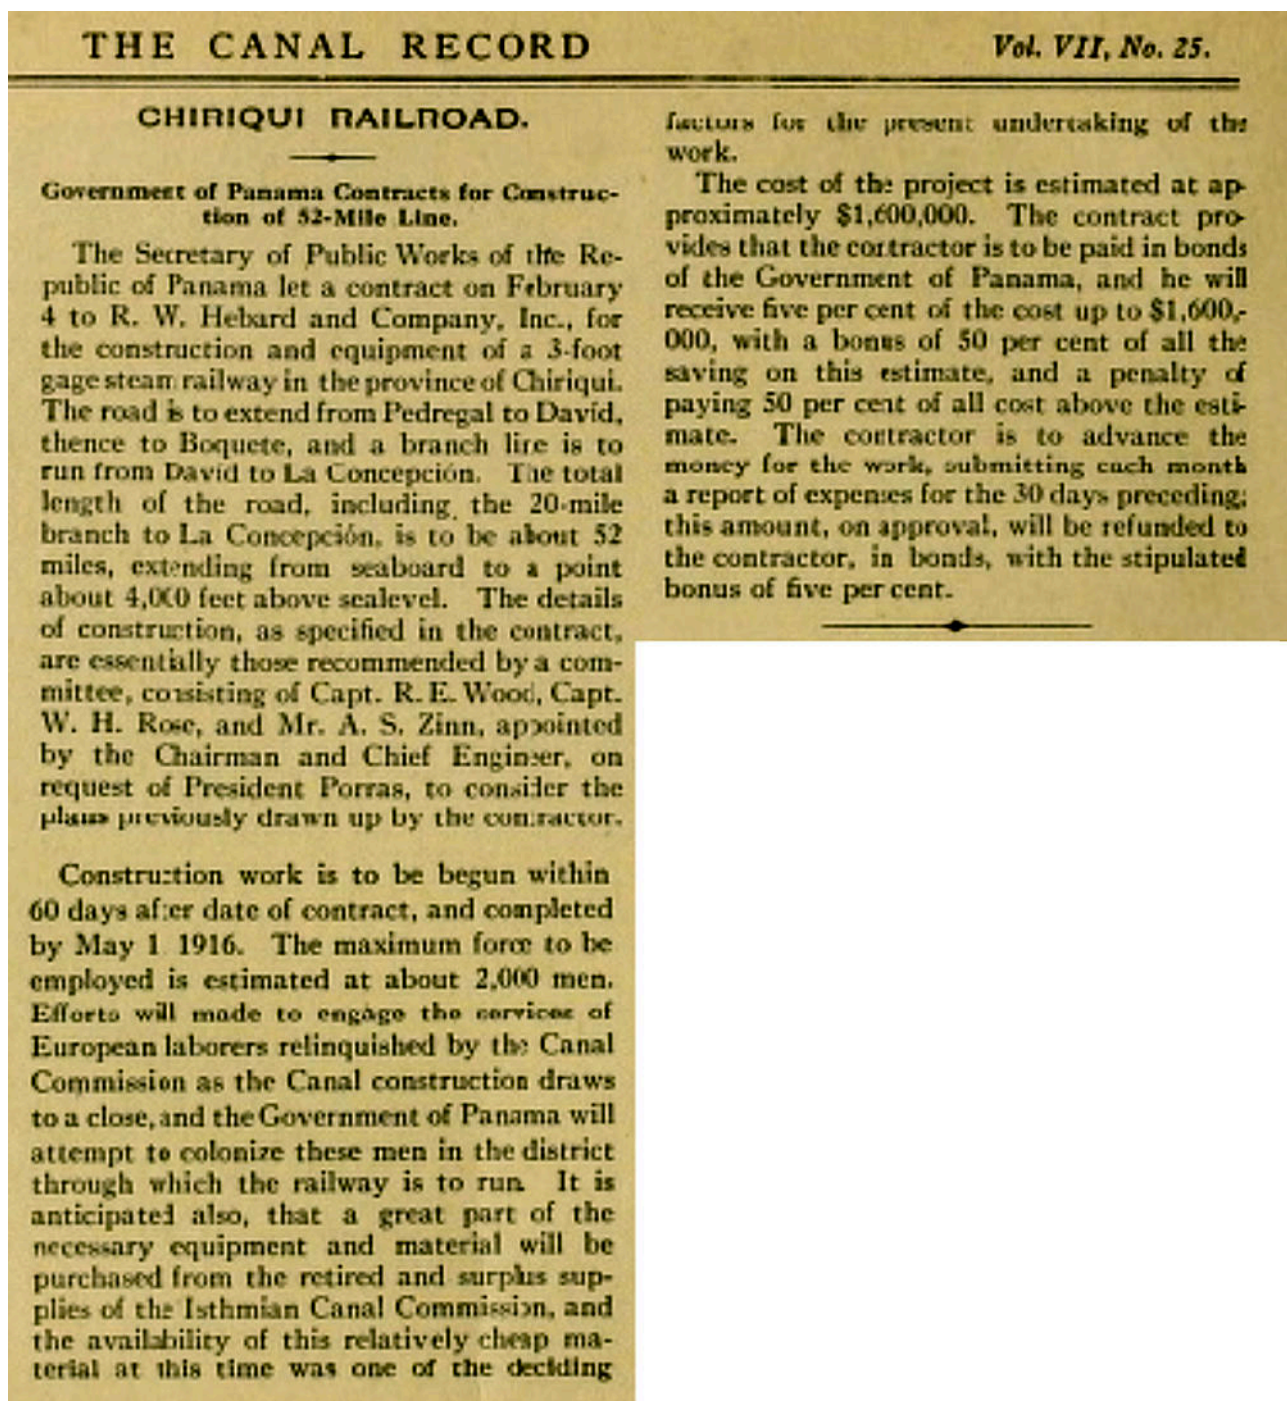 THE CANAL RECORD
Vol. VII, No. 25.
CHIRIQUI RAILROAD.
Government of Panama Contracts for Construc-
tion of 52-Mile Line.
The Secretary of Public Works of the Re-
public of Panama let a contract on February
4 to R. W. Hebard and Company, Inc., for
the construction and equipment of a 3-foot
gage steam railway in the province of Chiriqui.
The road is to extend from Pedregal to David,
thence to Boquete, and a branch line is to
run from David to La Concepción. The total
length of the road, including the 20-mile
branch to La Concepción, is to be about 52
miles, extending from seaboard to a point
about 4,000 feet above sealevel. The details
of construction, as specified in the contract,
are essentially those recommended by a com-
mittee, consisting of Capt. R. E. Wood, Capt.
W. H. Rose, and Mr. A. S. Zinn, appointed
by the Chairman and Chief Engineer, on
request of President Porras, to consider the
plans previously drawn up by the contractor.
Construction work is to be begun within
60 days after date of contract, and completed
by May 1 1916. The maximum force to be
employed is estimated at about 2,000 men.
Efforts will made to engage the services of
European laborers relinquished by the Canal
Commission as the Canal construction draws
to a close, and the Government of Panama will
attempt to colonize these men in the district
through which the railway is to run. It is
anticipated also, that a great part of the
necessary equipment and material will be
purchased from the retired and surplus sup-
plies of the Isthmian Canal Commission, and
the availability of this relatively cheap ma-
terial at this time was one of the deciding
factors for the present undertaking of the
work.
The cost of the project is estimated at ap-
proximately $1,600,000. The contract pro-
vides that the contractor is to be paid in bonds
of the Government of Panama, and he will
receive five per cent of the cost up to $1,600,-
000, with a bonus of 50 per cent of all the
saving on this estimate, and a penalty of
paying 50 per cent of all cost above the esti-
mate. The contractor is to advance the
money for the work, submitting each month
a report of expenses for the 30 days preceding;
this amount, on approval, will be refunded to
the contractor, in bonds, with the stipulated
bonus of five per cent.